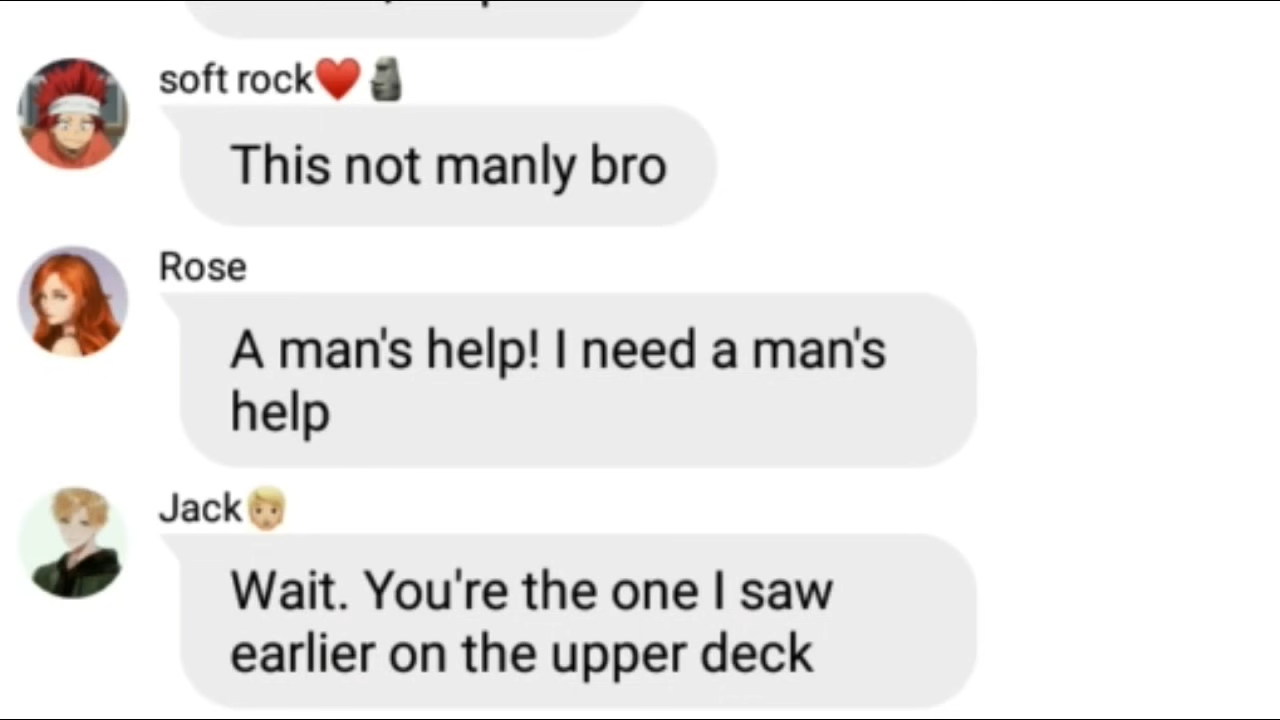 soft rock❤️🗿
This not manly bro
Rose
A man's help! I need a man's
help
Jack👱🏼
Wait. You're the one I saw
earlier on the upper deck